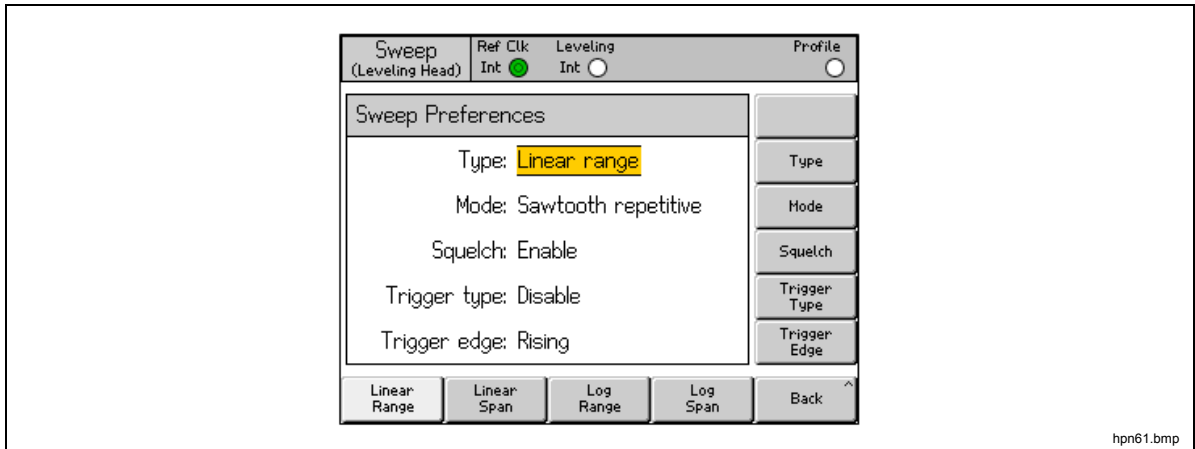 Sweep
(Leveling Head)
Ref Clk
Int
Leveling
Int
Profile
Sweep Preferences
Type: Linear range
Mode: Sawtooth repetitive
Squelch: Enable
Trigger type: Disable
Trigger edge: Rising
Type
Mode
Squelch
Trigger
Type
Trigger
Edge
Linear
Range
Linear
Span
Log
Range
Log
Span
Back ^
hpn61.bmp